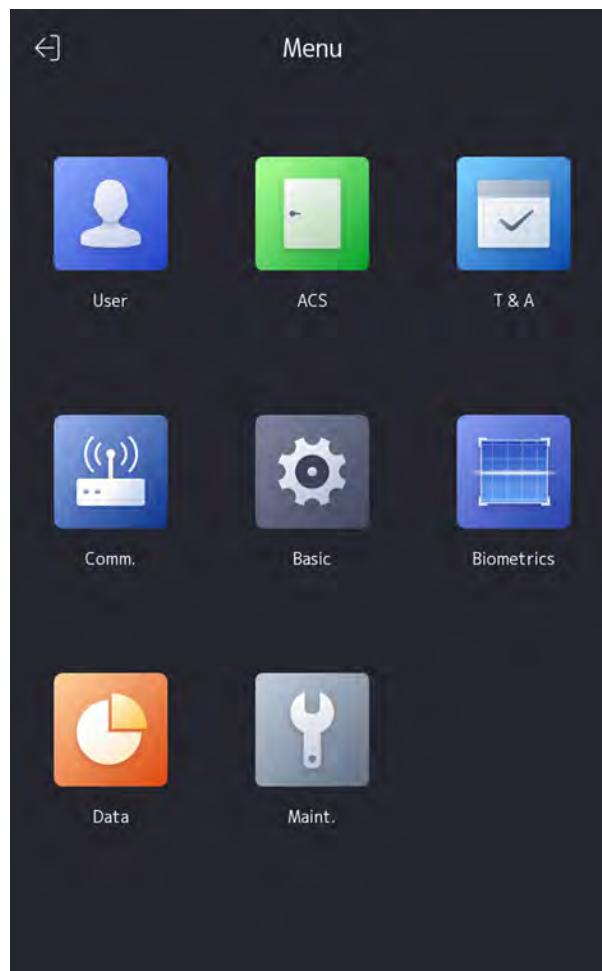 Menu
User
ACS
T & A
Comm.
Basic
Biometrics
Data
Maint.